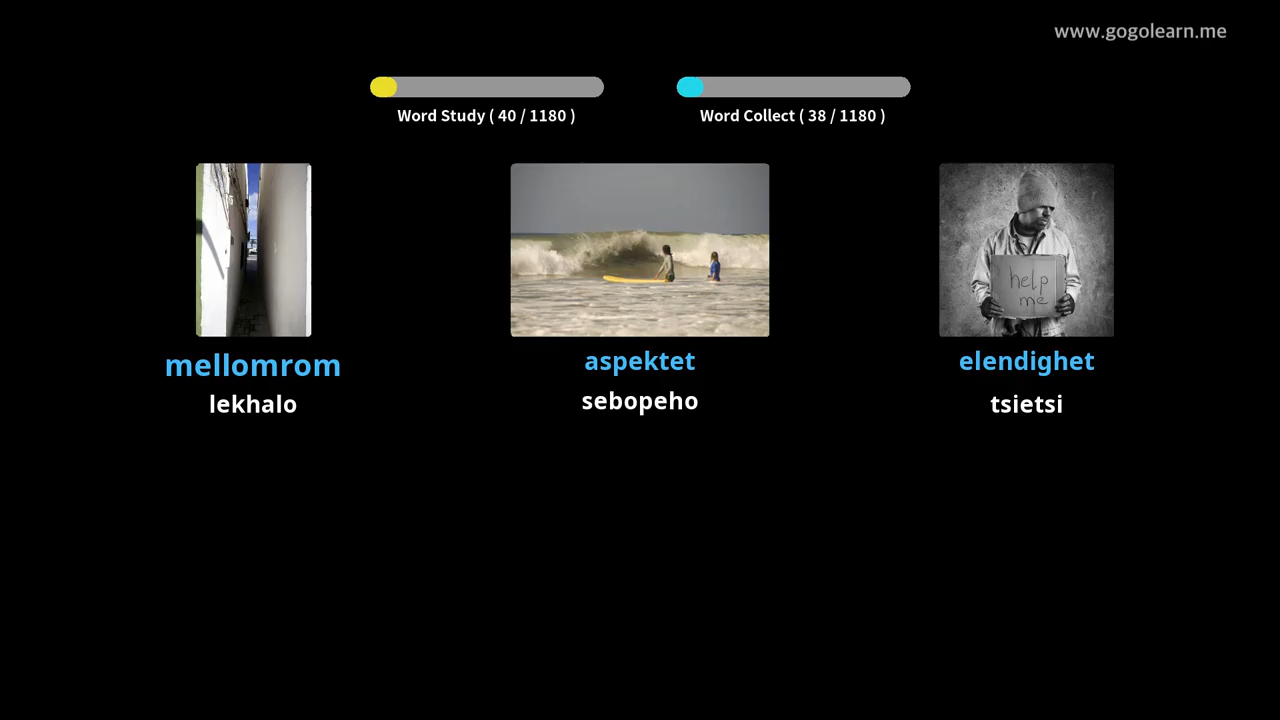 www.gogolearn.me
Word Study ( 40 / 1180 )
Word Collect ( 38 / 1180 )
help
me
mellomrom
aspektet
elendighet
lekhalo
sebopeho
tsietsi